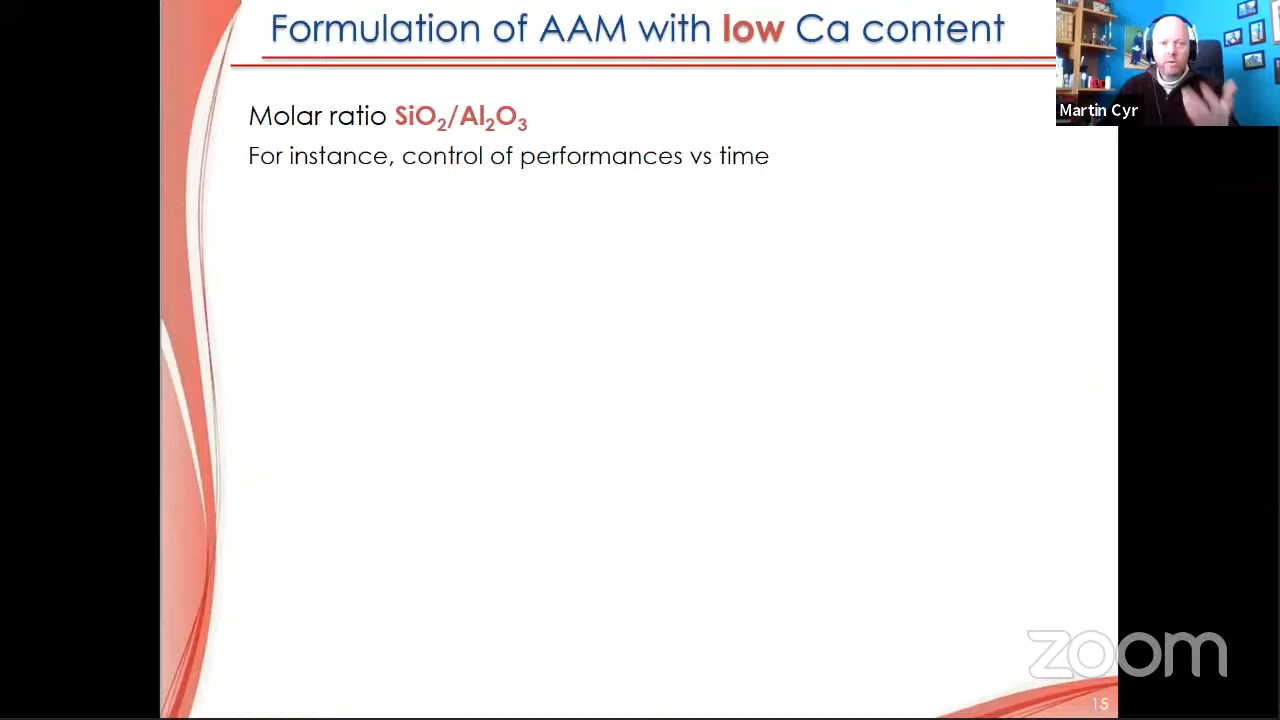 Formulation of AAM with low Ca content
Martin Cyr
Molar ratio SiO₂/Al₂O₃
For instance, control of performances vs time
zoom
15